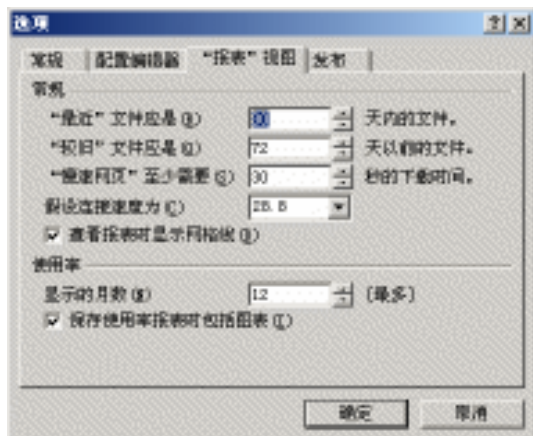 选项
常规 配置编辑器 “报表”视图 发布
常规
“最近”文件应是(R) 天内的文件。
“较旧”文件应是(O) 72 天以前的文件。
“慢速网页”至少需要(S) 30 秒的下载时间。
假设连接速度为(C) 28.8
查看报表时显示网格线(D)
使用率
显示的月数(M) 12 (最多)
保存使用率报表时包括图表(I)
确定 取消